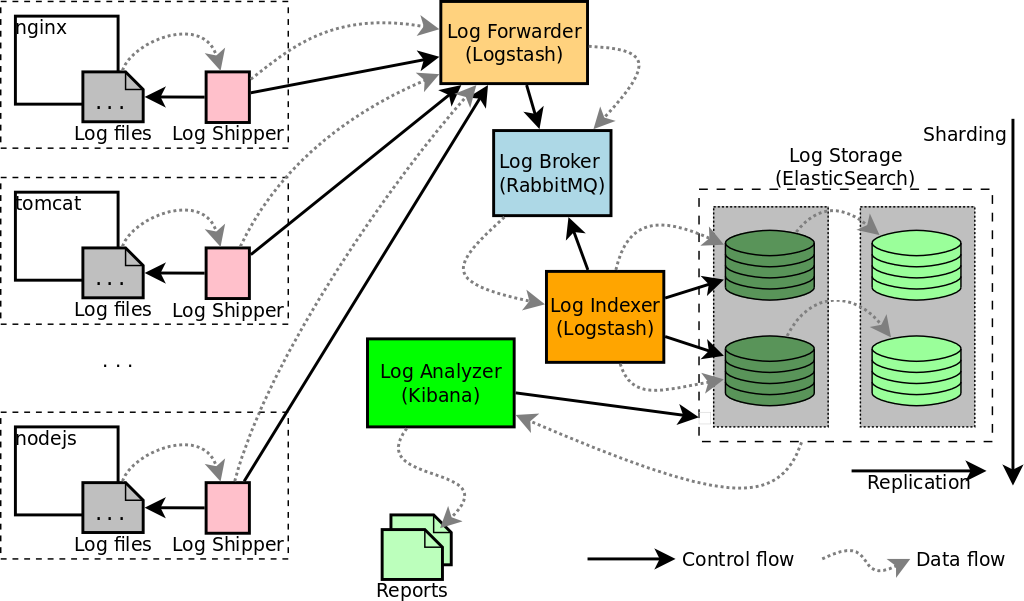 nginx
. . .
Log files
Log Shipper
Log Forwarder
(Logstash)
Log Broker
(RabbitMQ)
Sharding
Log Storage
(ElasticSearch)
tomcat
. . .
Log files
Log Shipper
Log Indexer
(Logstash)
. . .
Log Analyzer
(Kibana)
nodejs
. . .
Log files
Log Shipper
Replication
Reports
Control flow
Data flow